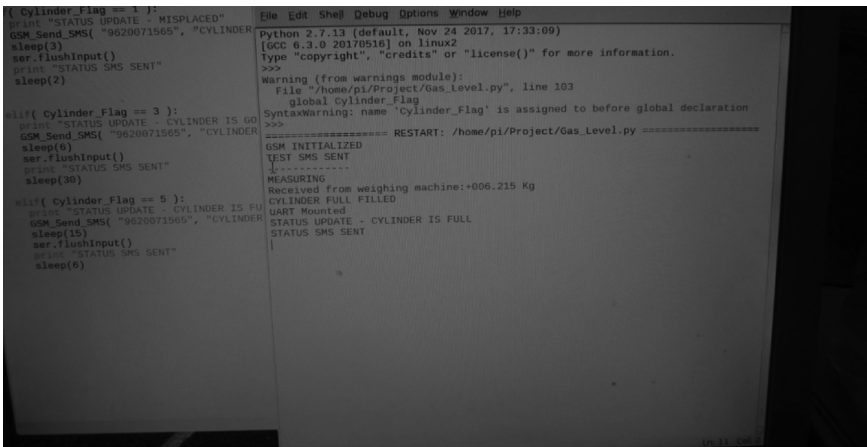 f( Cylinder_Flag == 1 ):
print "STATUS UPDATE - MISPLACED"
GSM_Send_SMS( "9620071565", "CYLINDER
sleep(3)
ser.flushInput()
print "STATUS SMS SENT"
sleep(2)
elif( Cylinder_Flag == 3 ):
print "STATUS UPDATE - CYLINDER IS GO
GSM_Send_SMS( "9620071565", "CYLINDER
sleep(6)
ser.flushInput()
print "STATUS SMS SENT"
sleep(30)
elif( Cylinder_Flag == 5 ):
print "STATUS UPDATE - CYLINDER IS FU
GSM_Send_SMS( "9620071565", "CYLINDER
sleep(15)
ser.flushInput()
print "STATUS SMS SENT"
sleep(6)
File Edit Shell Debug Options Window Help
Python 2.7.13 (default, Nov 24 2017, 17:33:09)
[GCC 6.3.0 20170516] on linux2
Type "copyright", "credits" or "license()" for more information.
>>>
Warning (from warnings module):
File "/home/pi/Project/Gas_Level.py", line 103
global Cylinder_Flag
SyntaxWarning: name 'Cylinder_Flag' is assigned to before global declaration
>>>
=================== RESTART: /home/pi/Project/Gas_Level.py ===================
GSM INITIALIZED
TEST SMS SENT
-------------
MEASURING
Received from weighing machine:+006.215 Kg
CYLINDER FULL FILLED
UART Mounted
STATUS UPDATE - CYLINDER IS FULL
STATUS SMS SENT